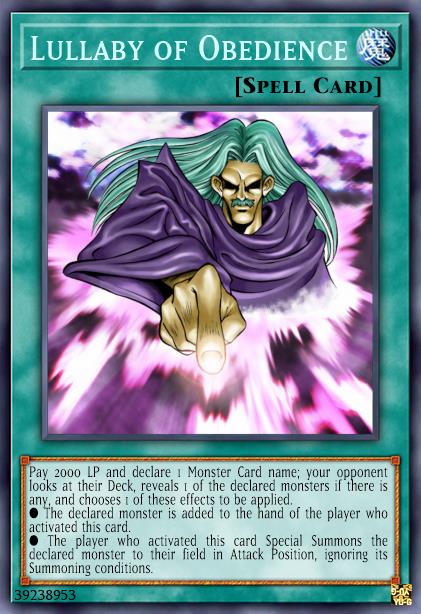 LULLABY OF OBEDIENCE
魔
[SPELL CARD]
Pay 2000 LP and declare 1 Monster Card name; your opponent
looks at their Deck, reveals 1 of the declared monsters if there is
any, and chooses 1 of these effects to be applied.
● The declared monster is added to the hand of the player who
activated this card.
● The player who activated this card Special Summons the
declared monster to their field in Attack Position, ignoring its
Summoning conditions.
39238953